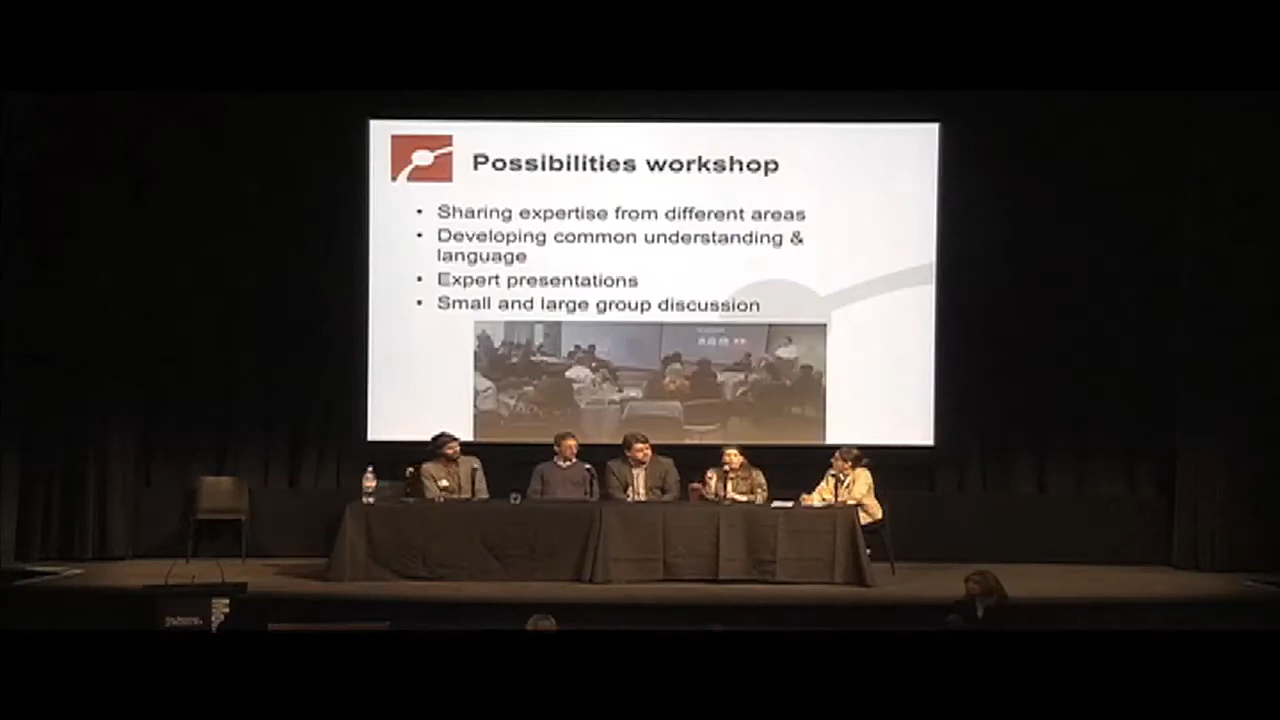 Possibilities workshop
• Sharing expertise from different areas
• Developing common understanding &
language
• Expert presentations
• Small and large group discussion